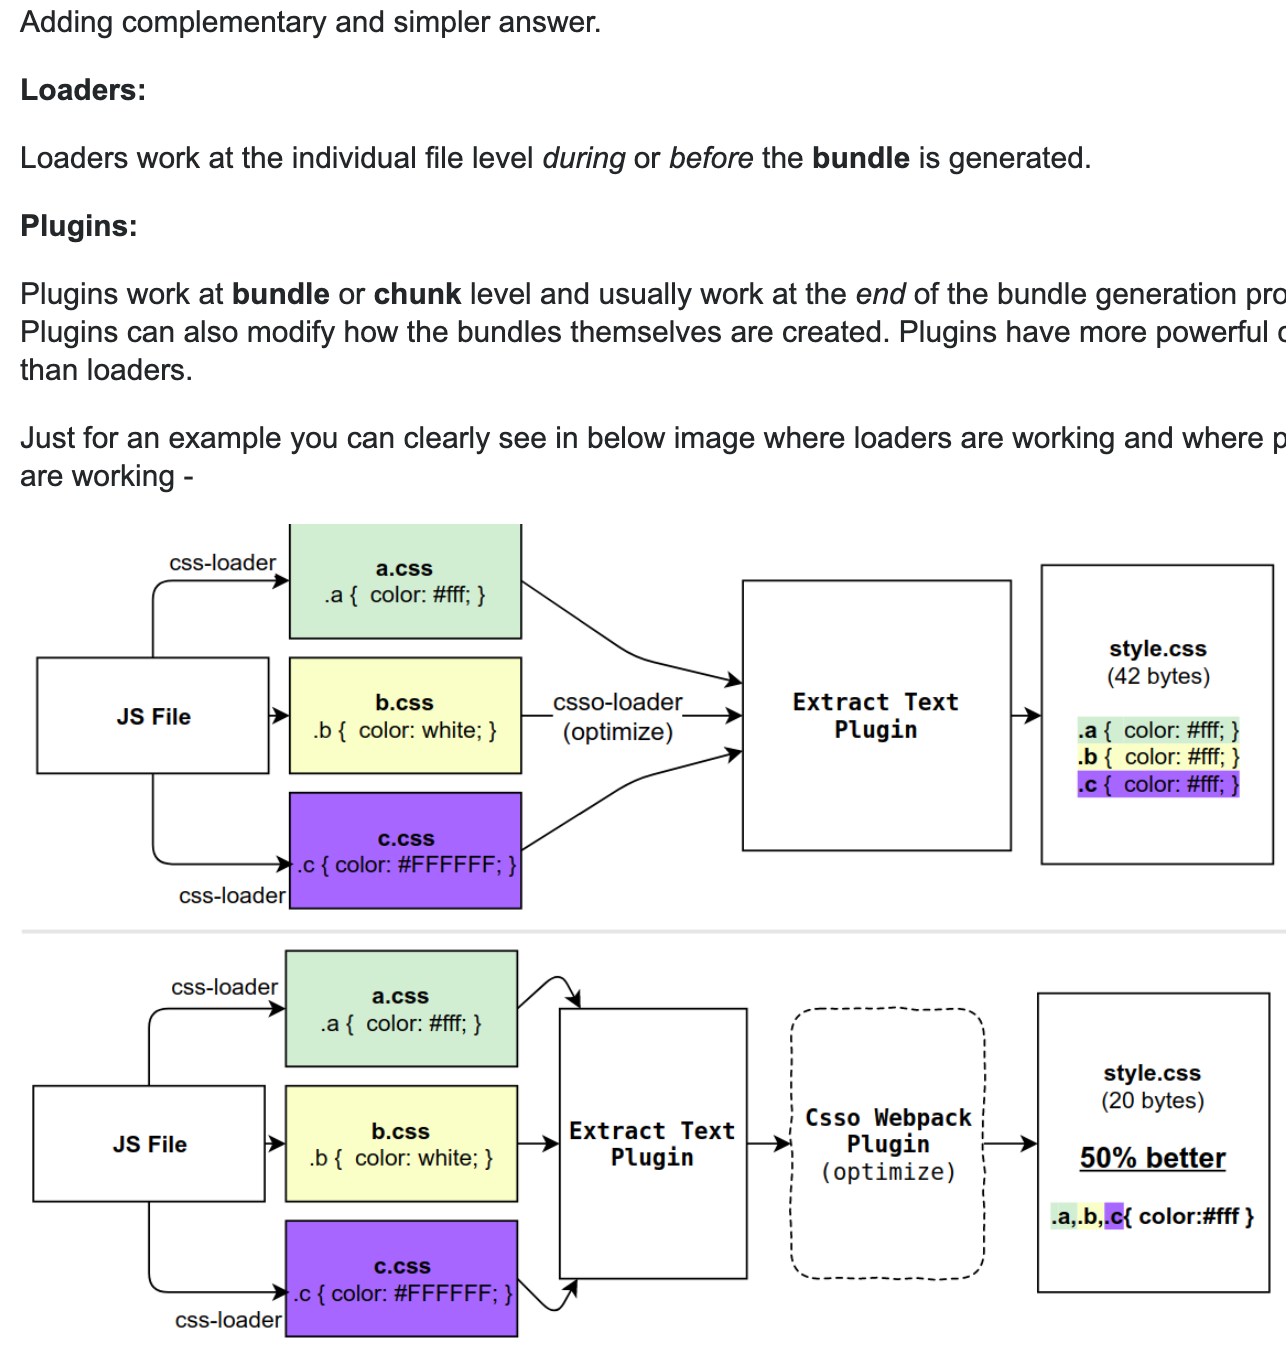 Adding complementary and simpler answer.
Loaders:
Loaders work at the individual file level during or before the bundle is generated.
Plugins:
Plugins work at bundle or chunk level and usually work at the end of the bundle generation
Plugins can also modify how the bundles themselves are created. Plugins have more powerful
than loaders.
Just for an example you can clearly see in below image where loaders are working and where
are working -
css-loader
a.css
.a { color: #fff; }
JS File
b.css
.b { color: white; }
csso-loader
(optimize)
c.css
.c { color: #FFFFFF; }
css-loader
Extract Text
Plugin
style.css
(42 bytes)
.a { color: #fff; }
.b { color: #fff; }
.c { color: #fff; }
css-loader
a.css
.a { color: #fff; }
JS File
b.css
.b { color: white; }
c.css
.c { color: #FFFFFF; }
css-loader
Extract Text
Plugin
Csso Webpack
Plugin
(optimize)
style.css
(20 bytes)
50% better
.a,.b,.c{ color:#fff }